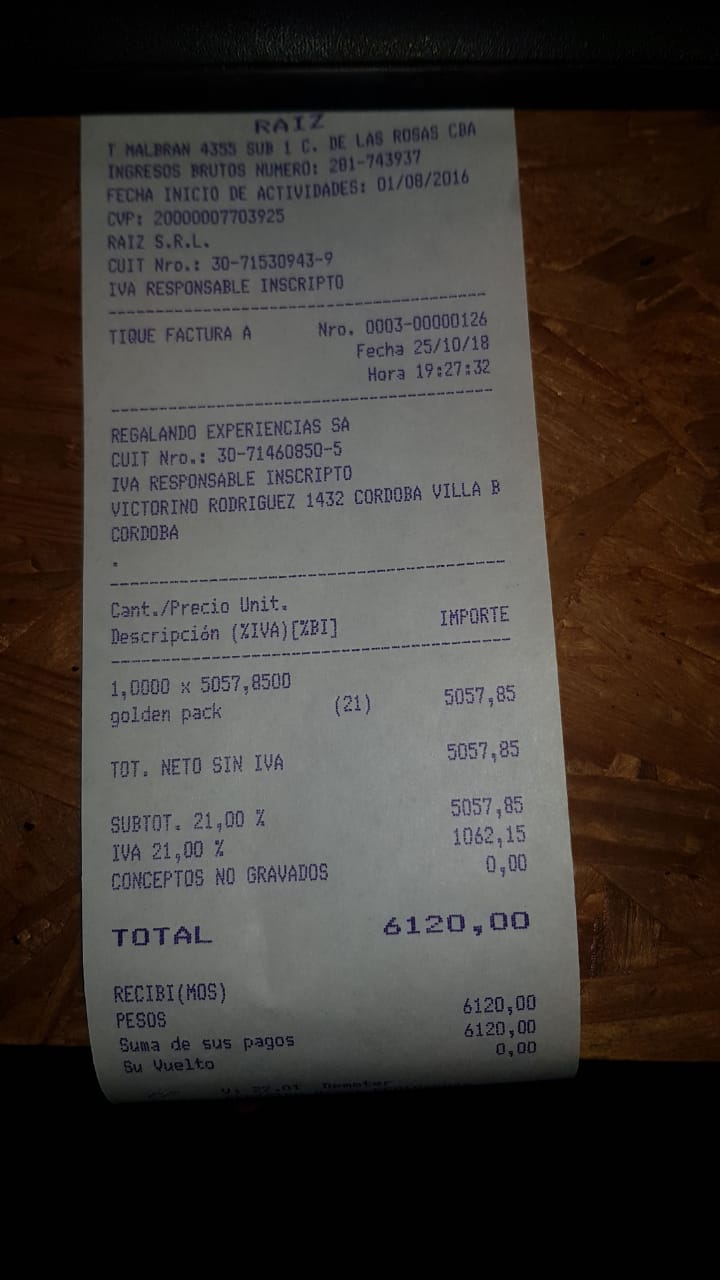 RAIZ
T MALBRAN 4355 SUB 1 C. DE LAS ROSAS CBA
INGRESOS BRUTOS NUMERO: 281-743937
FECHA INICIO DE ACTIVIDADES: 01/08/2016
CVP: 20000007703925
RAIZ S.R.L.
CUIT Nro.: 30-71530943-9
IVA RESPONSABLE INSCRIPTO
TIQUE FACTURA A Nro. 0003-00000126
Fecha 25/10/18
Hora 19:27:32
REGALANDO EXPERIENCIAS SA
CUIT Nro.: 30-71460850-5
IVA RESPONSABLE INSCRIPTO
VICTORINO RODRIGUEZ 1432 CORDOBA VILLA B
CORDOBA
.
Cant./Precio Unit.
Descripción (%IVA)[%BI] IMPORTE
1,0000 x 5057,8500
golden pack (21) 5057,85
TOT. NETO SIN IVA 5057,85
SUBTOT. 21,00 % 5057,85
IVA 21,00 % 1062,15
CONCEPTOS NO GRAVADOS 0,00
TOTAL 6120,00
RECIBI(MOS)
PESOS 6120,00
Suma de sus pagos 6120,00
Su Vuelto 0,00